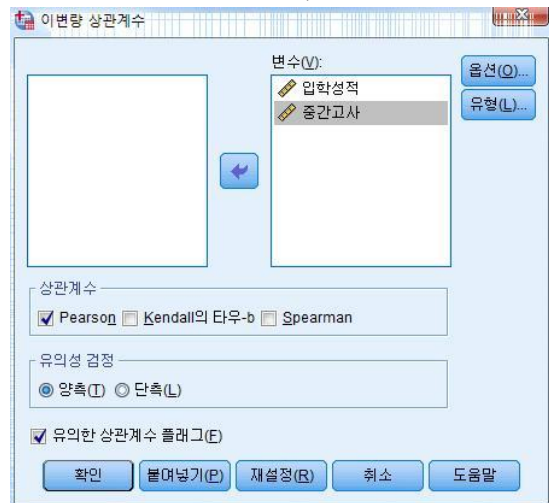 이변량 상관계수
변수(V):
입학성적
중간고사
옵션(O)...
유형(L)...
상관계수
Pearson Kendall의 타우-b Spearman
유의성 검정
양측(T) 단측(L)
유의한 상관계수 플래그(F)
확인 붙여넣기(P) 재설정(R) 취소 도움말